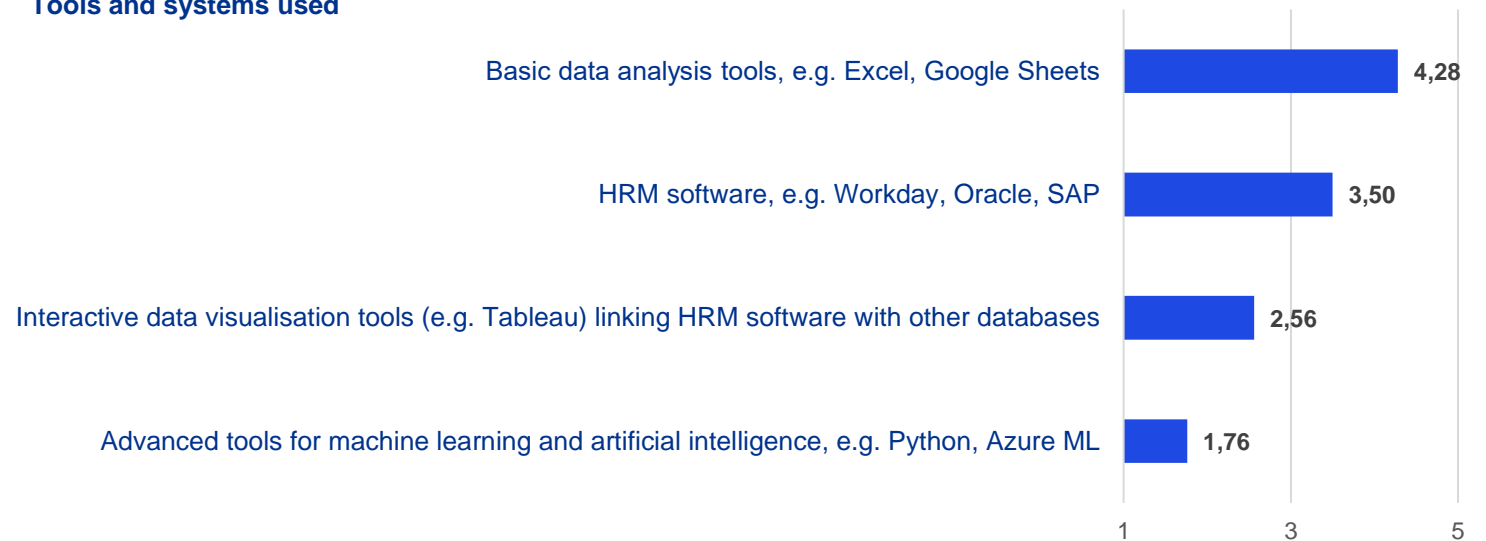 Tools and systems used
Basic data analysis tools, e.g. Excel, Google Sheets
4,28
HRM software, e.g. Workday, Oracle, SAP
3,50
Interactive data visualisation tools (e.g. Tableau) linking HRM software with other databases
2,56
Advanced tools for machine learning and artificial intelligence, e.g. Python, Azure ML
1,76
1 3 5